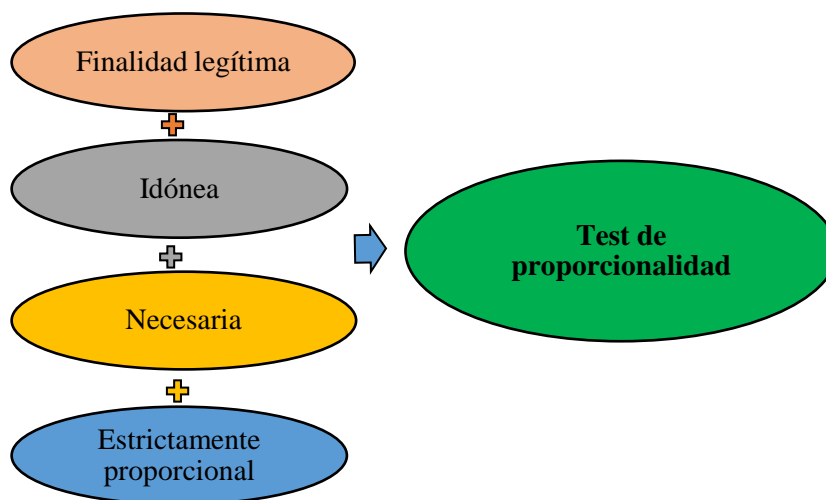 Finalidad legítima
Idónea
Necesaria
Estrictamente
proporcional
Test de
proporcionalidad